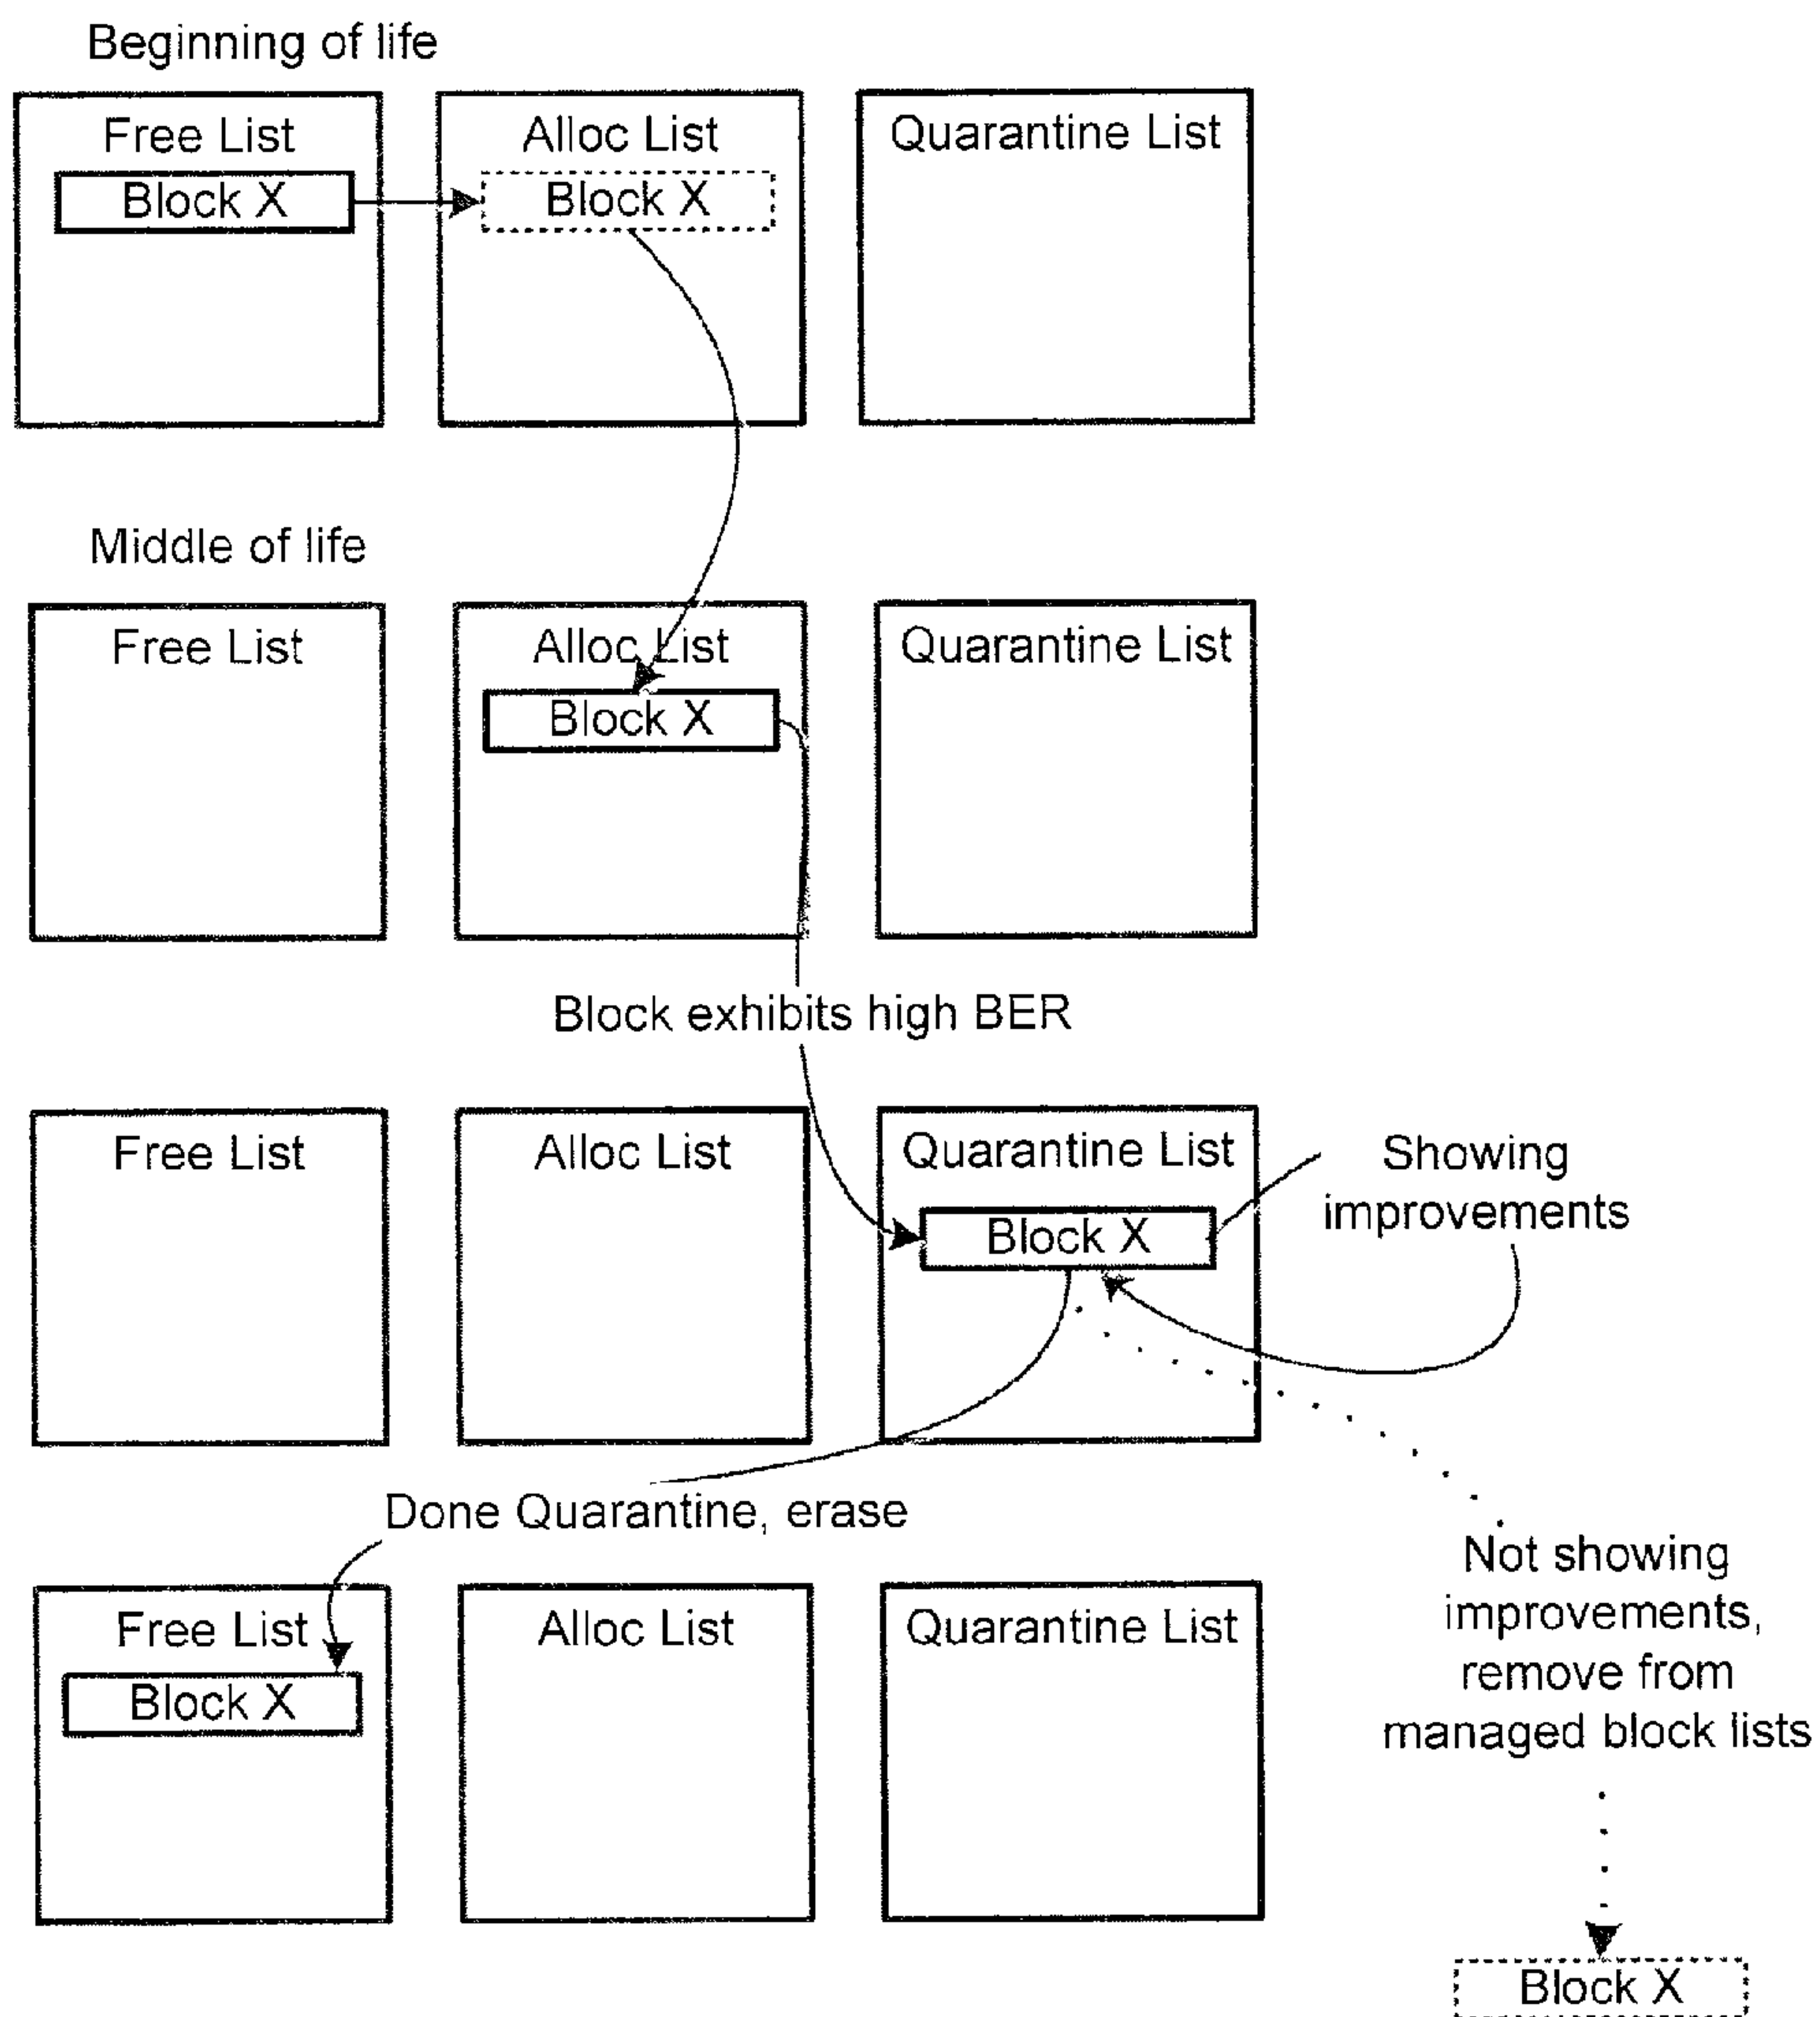 Beginning of life
Free List
Alloc List
Quarantine List
Block X
Block X
Middle of life
Free List
Alloc List
Quarantine List
Block X
Block exhibits high BER
Free List
Alloc List
Quarantine List
Showing
improvements
Block X
Done Quarantine, erase
Not showing
improvements,
remove from
managed block lists
Free List
Alloc List
Quarantine List
Block X
Block X